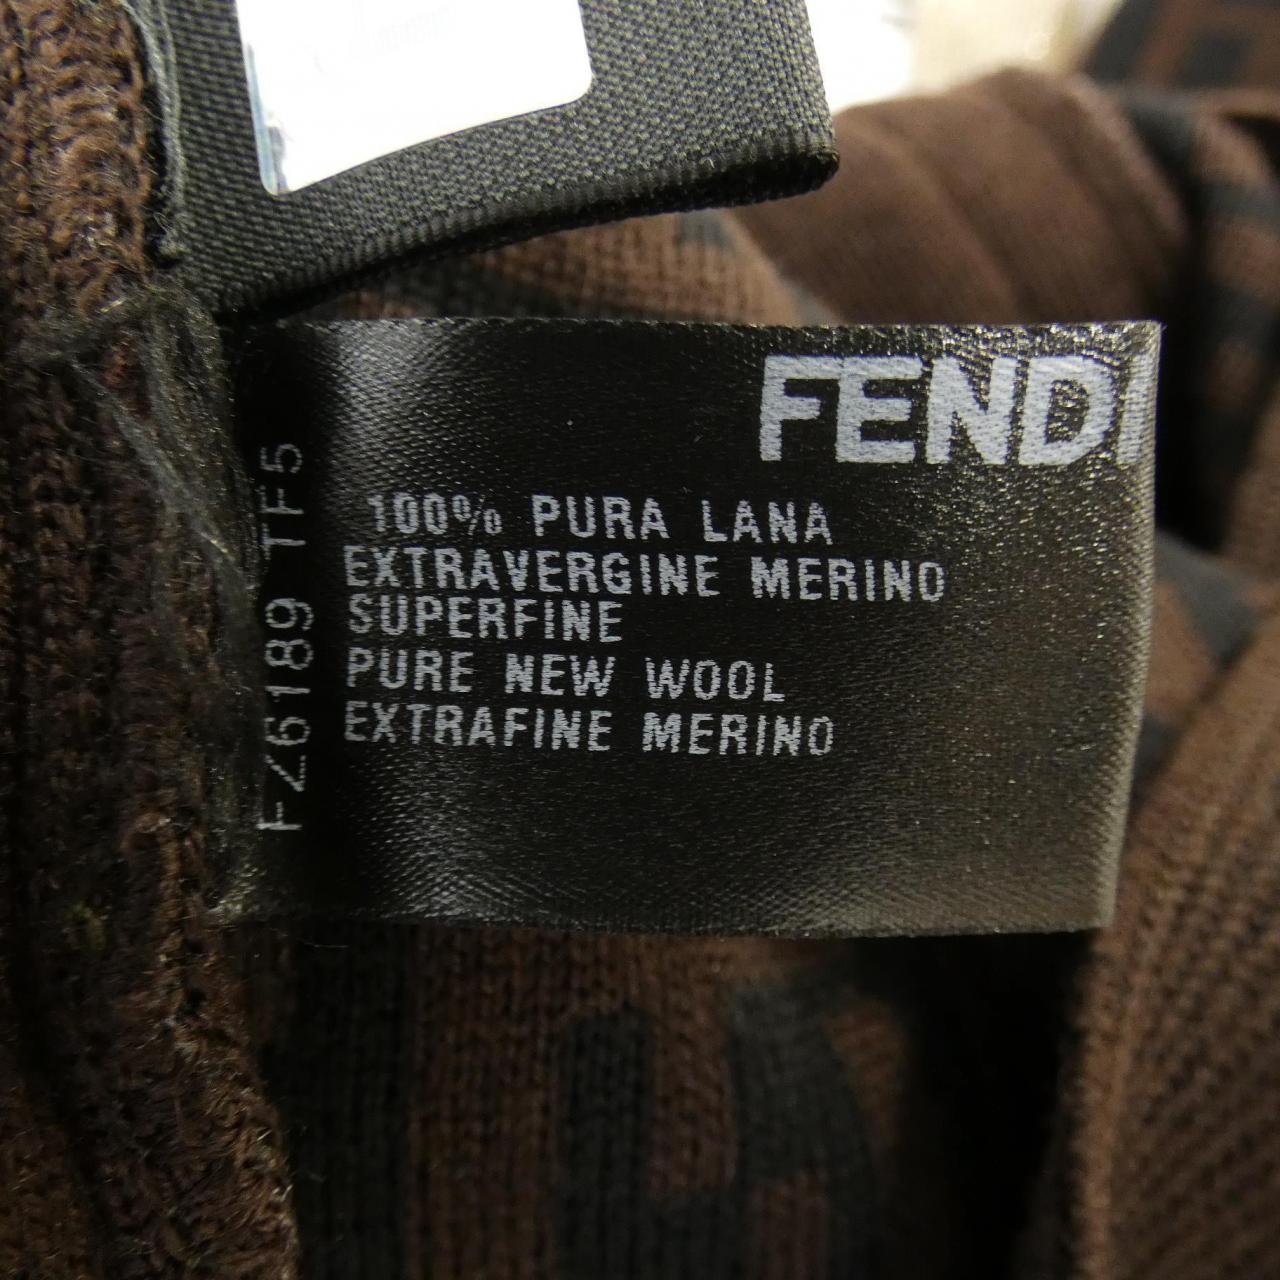 FENDI
100% PURA LANA
EXTRAVERGINE MERINO
SUPERFINE
PURE NEW WOOL
EXTRAFINE MERINO
FZ6189 TF5